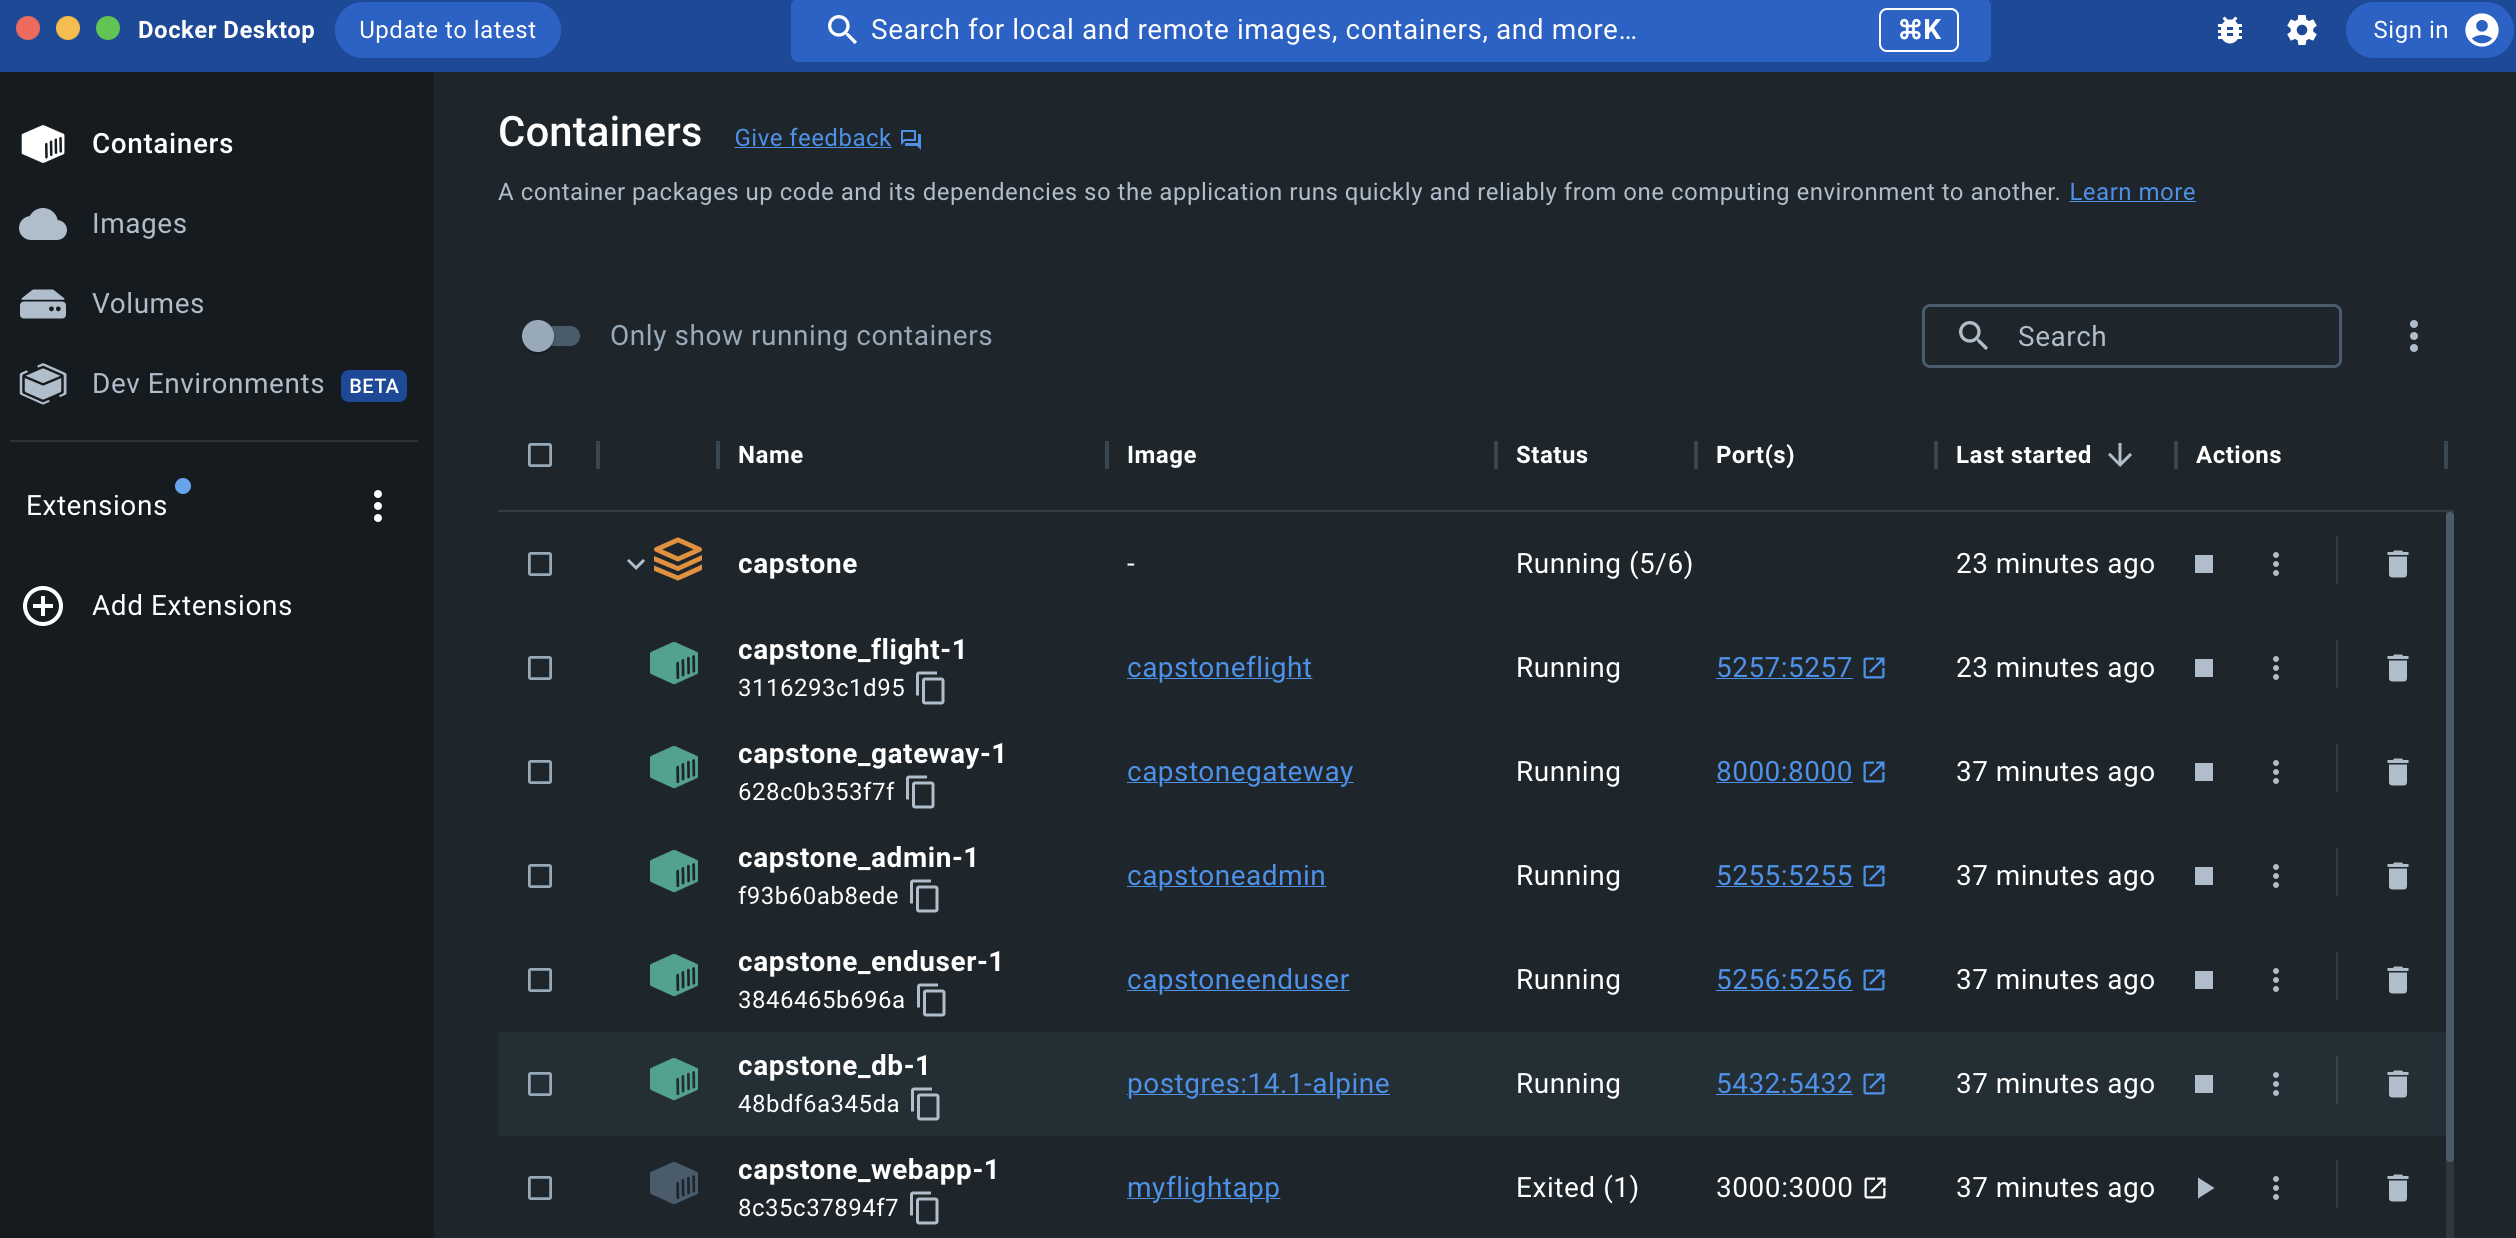 Docker Desktop Update to latest Search for local and remote images, containers, and more... ⌘K Sign in
Containers
Images
Volumes
Dev Environments BETA
Extensions
Add Extensions
Containers Give feedback
A container packages up code and its dependencies so the application runs quickly and reliably from one computing environment to another. Learn more
Only show running containers Search
Name Image Status Port(s) Last started Actions
capstone - Running (5/6) 23 minutes ago
capstone_flight-1
3116293c1d95 capstoneflight Running 5257:5257 23 minutes ago
capstone_gateway-1
628c0b353f7f capstonegateway Running 8000:8000 37 minutes ago
capstone_admin-1
f93b60ab8ede capstoneadmin Running 5255:5255 37 minutes ago
capstone_enduser-1
3846465b696a capstoneenduser Running 5256:5256 37 minutes ago
capstone_db-1
48bdf6a345da postgres:14.1-alpine Running 5432:5432 37 minutes ago
capstone_webapp-1
8c35c37894f7 myflightapp Exited (1) 3000:3000 37 minutes ago